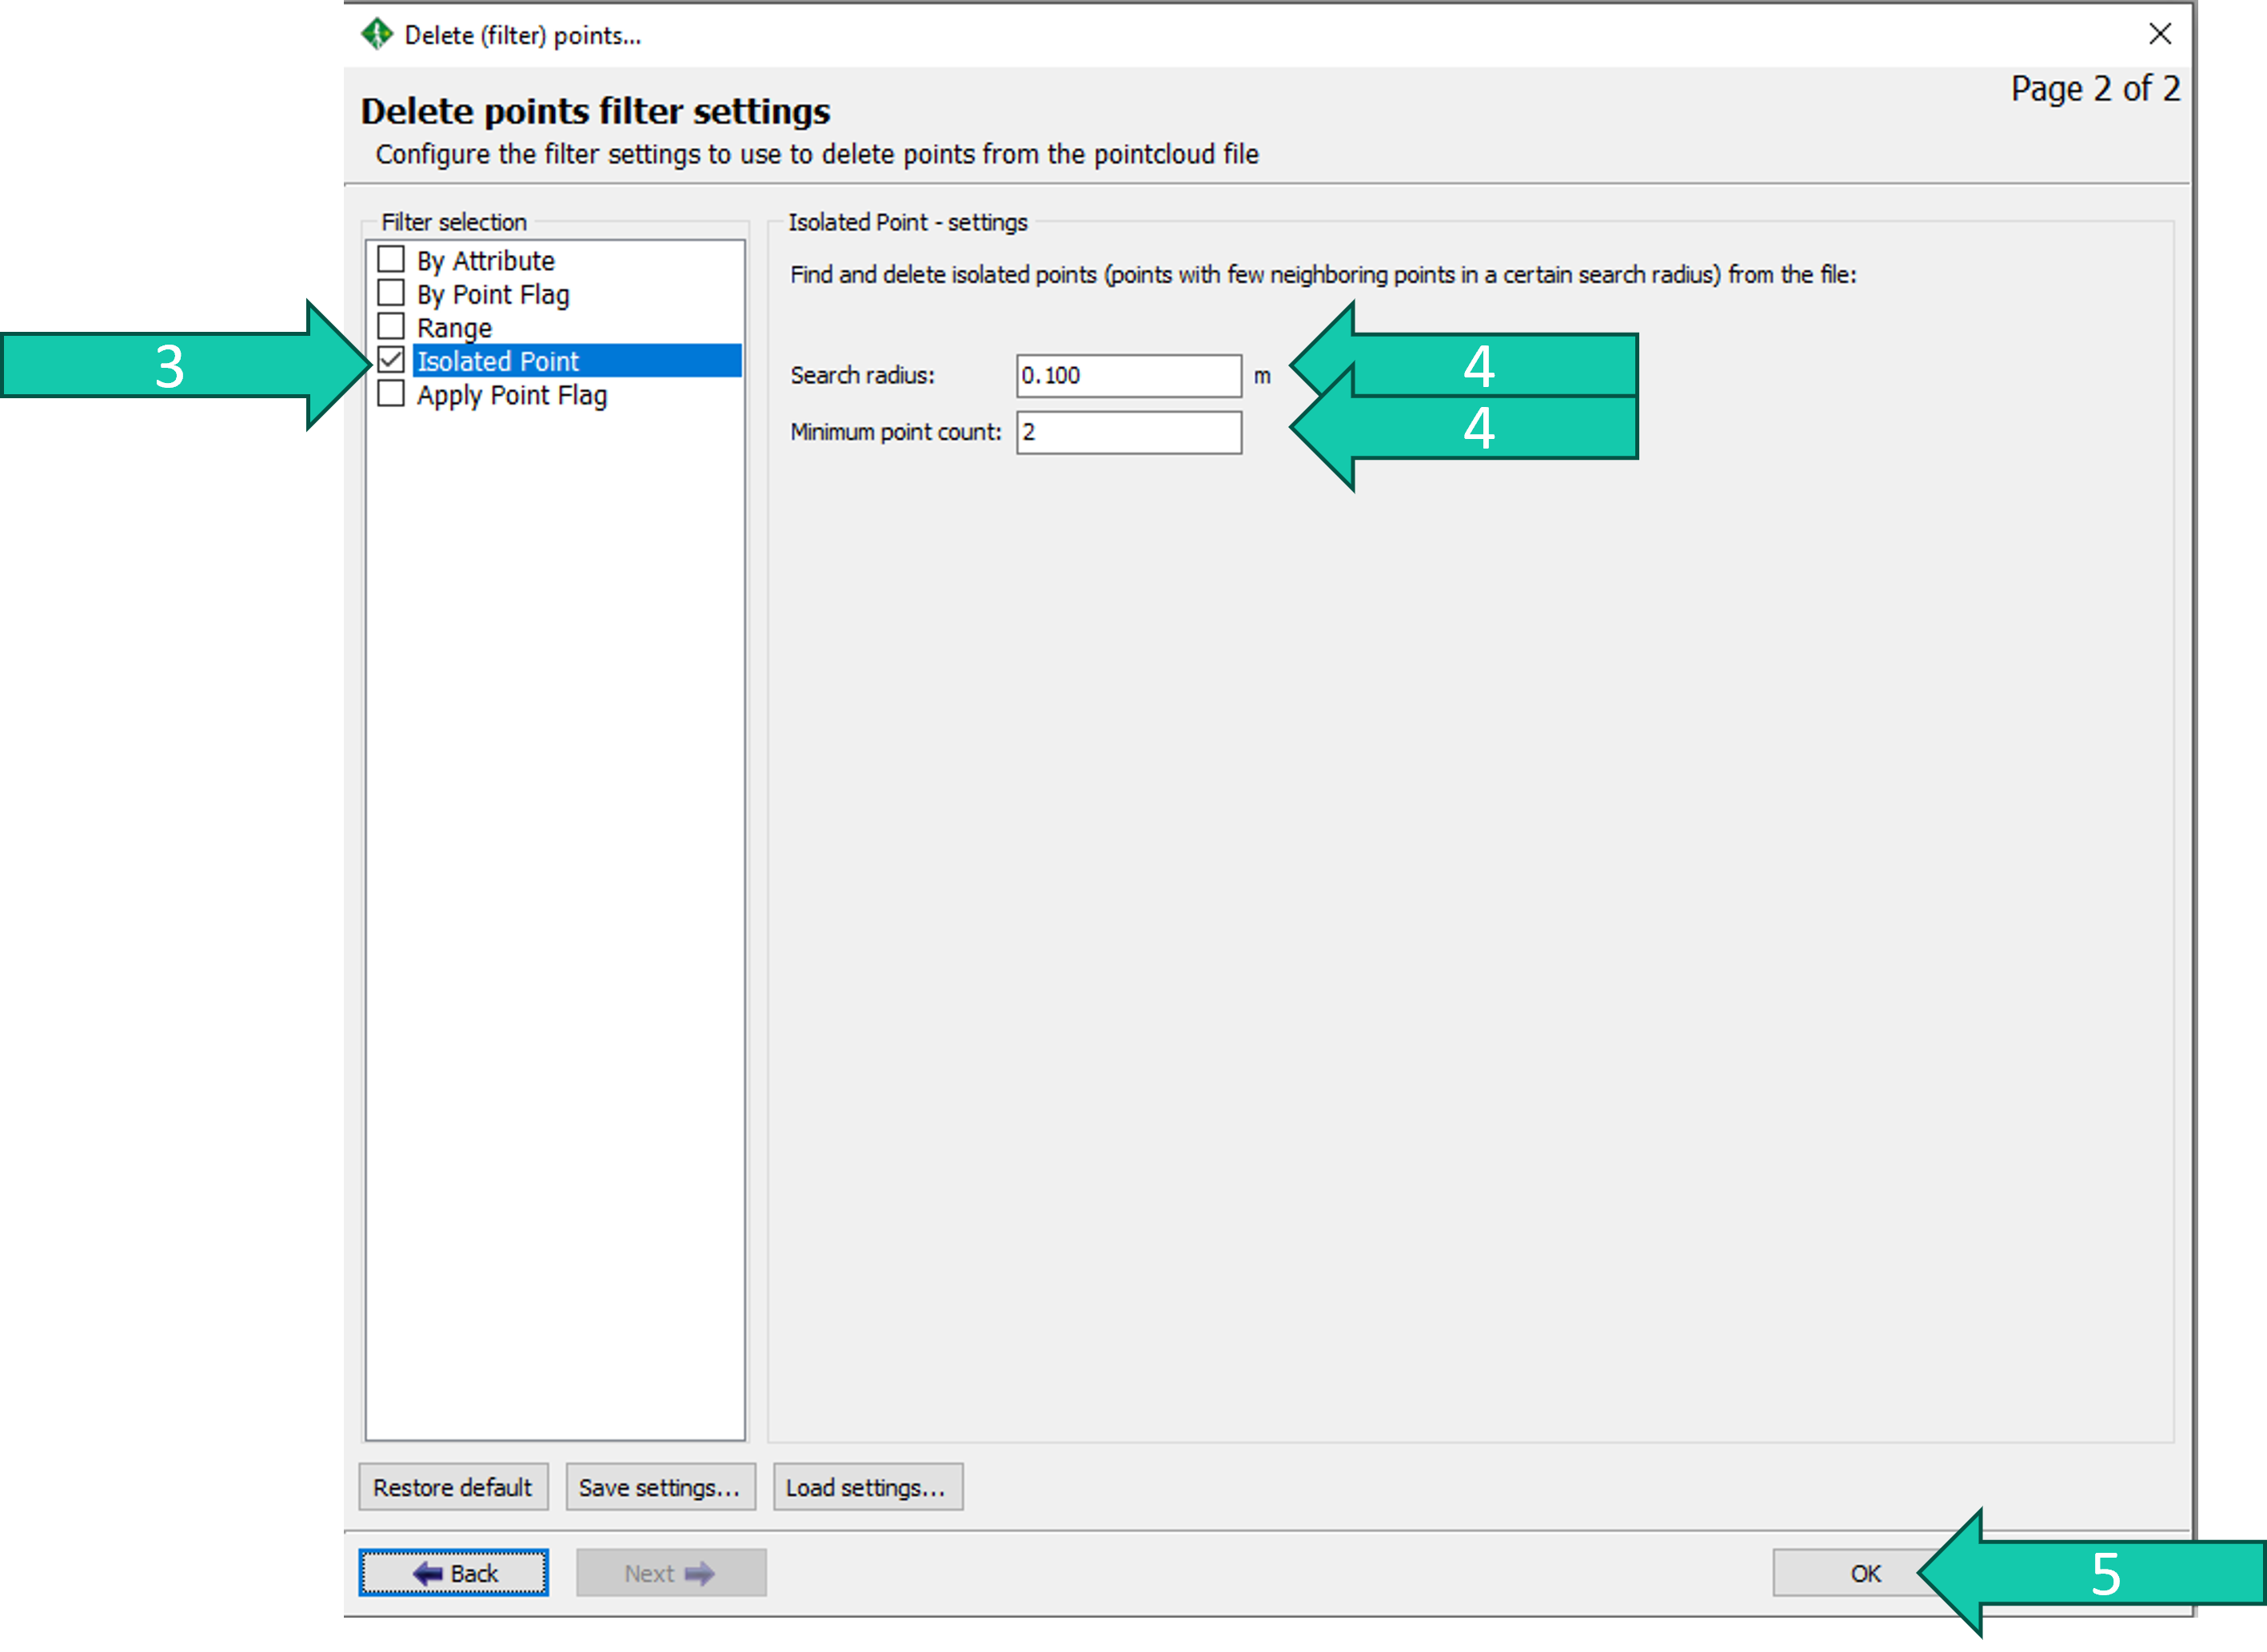 Delete (filter) points...
Page 2 of 2
Delete points filter settings
Configure the filter settings to use to delete points from the pointcloud file
Filter selection
By Attribute
By Point Flag
Range
Isolated Point
Apply Point Flag
3
Isolated Point - settings
Find and delete isolated points (points with few neighboring points in a certain search radius) from the file:
Search radius: 0.100 m
4
Minimum point count: 2
4
Restore default Save settings... Load settings...
Back Next OK
5